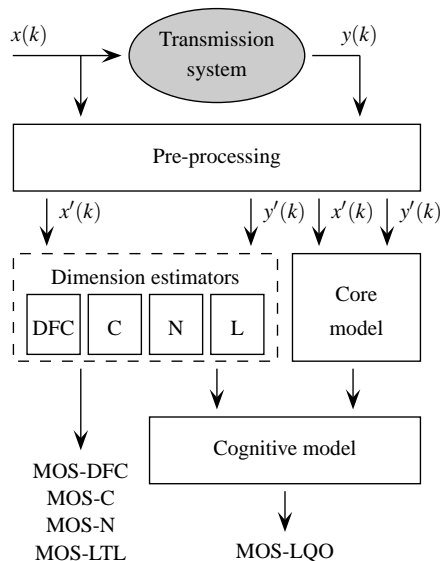 x(k)
Transmission
system
y(k)
Pre-processing
x′(k)
y′(k)
x′(k)
y′(k)
Dimension estimators
DFC
C
N
L
Core
model
Cognitive model
MOS-DFC
MOS-C
MOS-N
MOS-LTL
MOS-LQO